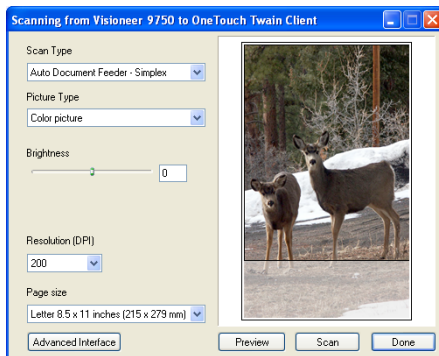 Scanning from Visioneer 9750 to OneTouch Twain Client
Scan Type
Auto Document Feeder - Simplex
Picture Type
Color picture
Brightness
0
Resolution (DPI)
200
Page size
Letter 8.5 x 11 inches (215 x 279 mm)
Advanced Interface
Preview
Scan
Done